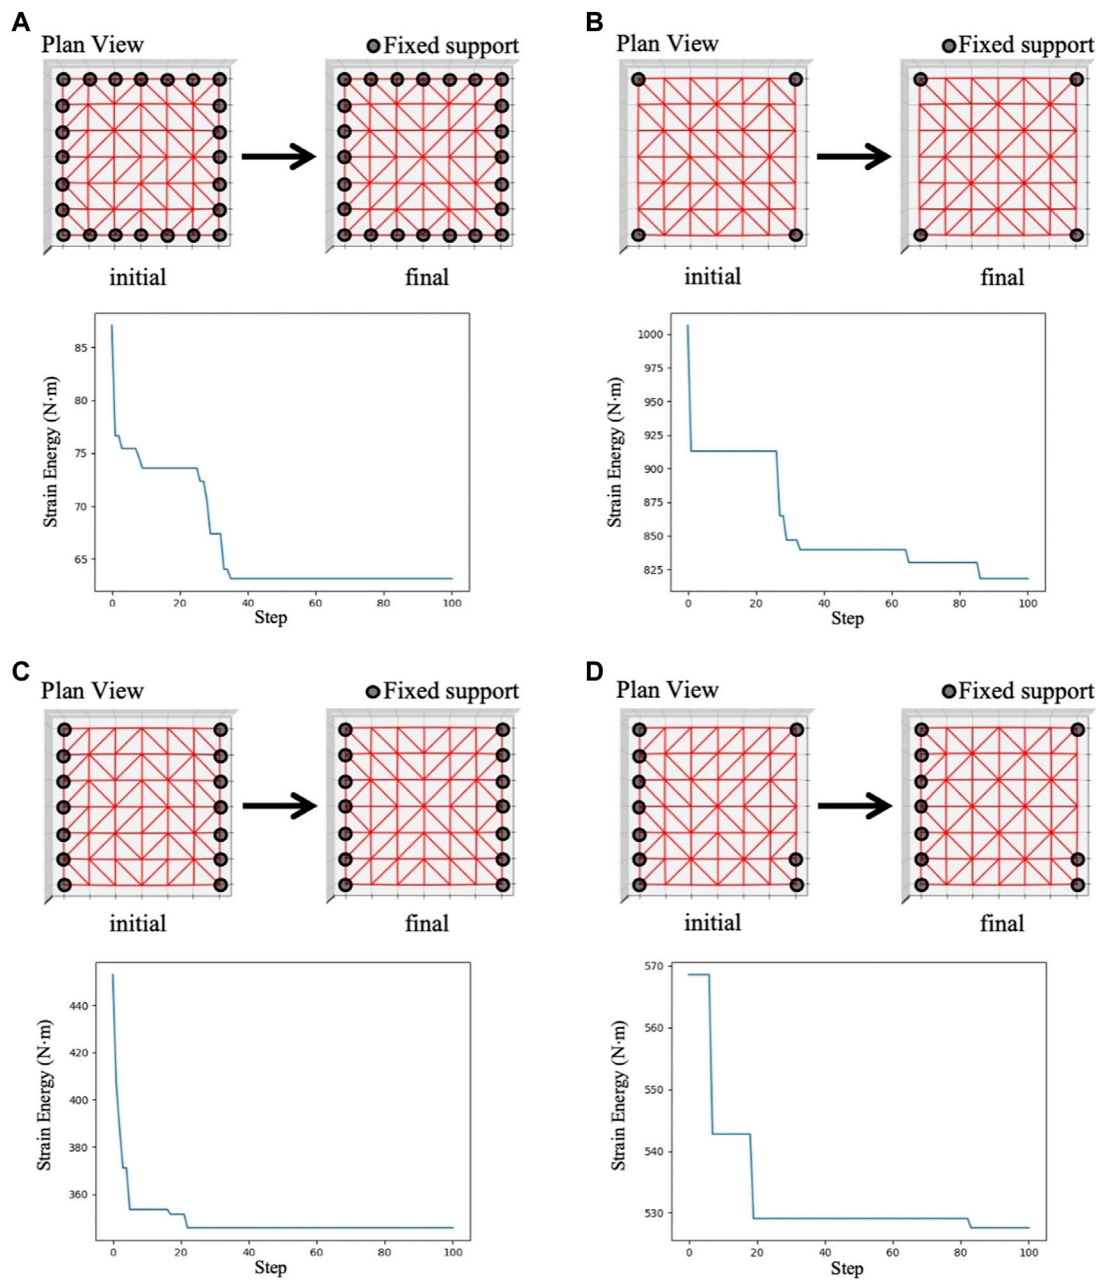 A
Plan View
Fixed support
initial
final
85
80
75
70
65
Strain Energy (N·m)
0 20 40 60 80 100
Step
B
Plan View
Fixed support
initial
final
1000
975
950
925
900
875
850
825
Strain Energy (N·m)
0 20 40 60 80 100
Step
C
Plan View
Fixed support
initial
final
440
420
400
380
360
Strain Energy (N·m)
0 20 40 60 80 100
Step
D
Plan View
Fixed support
initial
final
570
560
550
540
530
Strain Energy (N·m)
0 20 40 60 80 100
Step